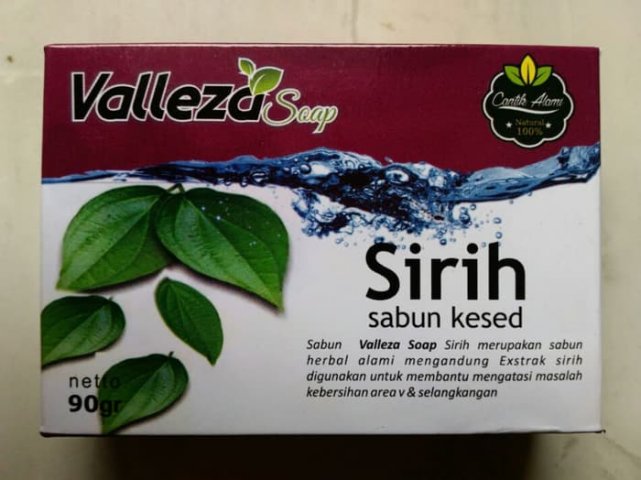 Valleza Soap
Cantik Alami
Natural
100%
Sirih
sabun kesed
Sabun Valleza Soap Sirih merupakan sabun
herbal alami mengandung Exstrak sirih
digunakan untuk membantu mengatasi masalah
kebersihan area v & selangkangan
netto
90gr